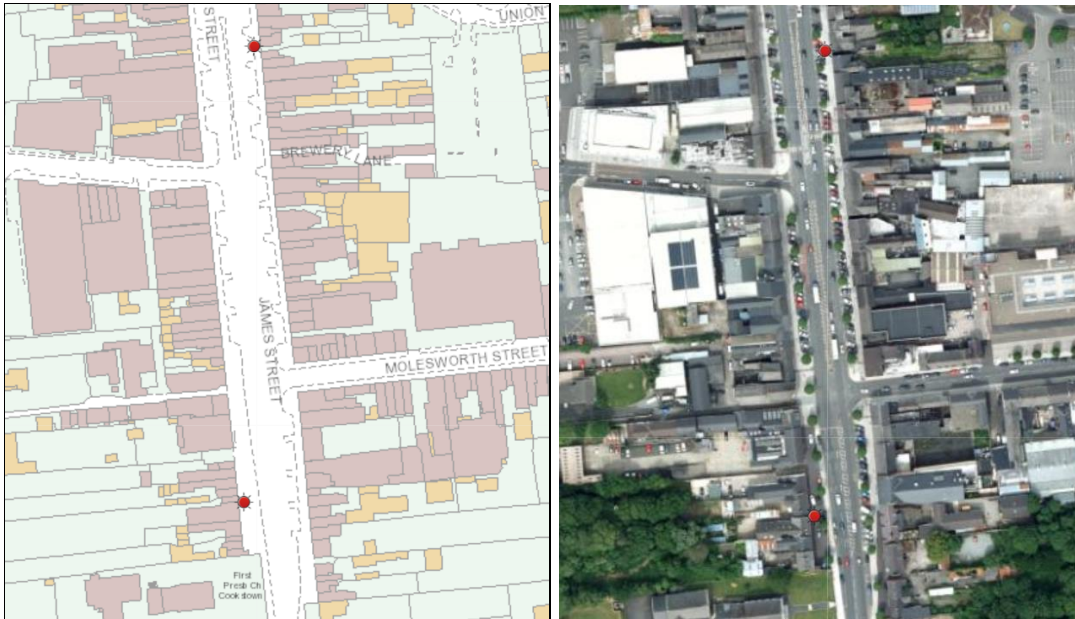 UNION
STREET
BREWERY LANE
JAMES STREET
MOLESWORTH STREET
First
Presb Ch
Cookstown